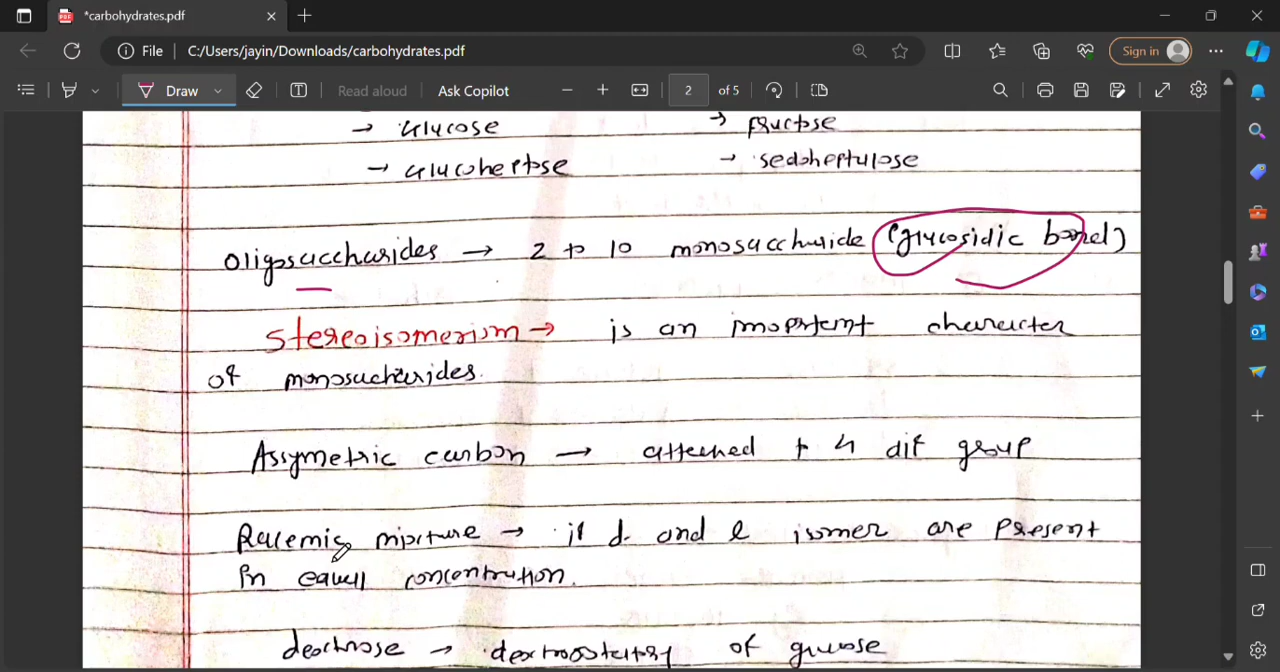 *carbohydrates.pdf
File C:/Users/jayin/Downloads/carbohydrates.pdf Sign in
Draw Read aloud Ask Copilot 2 of 5
→ Glucose → fructose
→ Glucoheptose → sedoheptulose
Oligosaccharides → 2 to 10 monosaccharide (glycosidic bond)
Stereoisomerism → is an important character
of monosaccharides.
Assymetric carbon → attached to 4 dif group
Racemic mixture → if d and l isomer are present
in equal concentration.
dextrose → of glucose